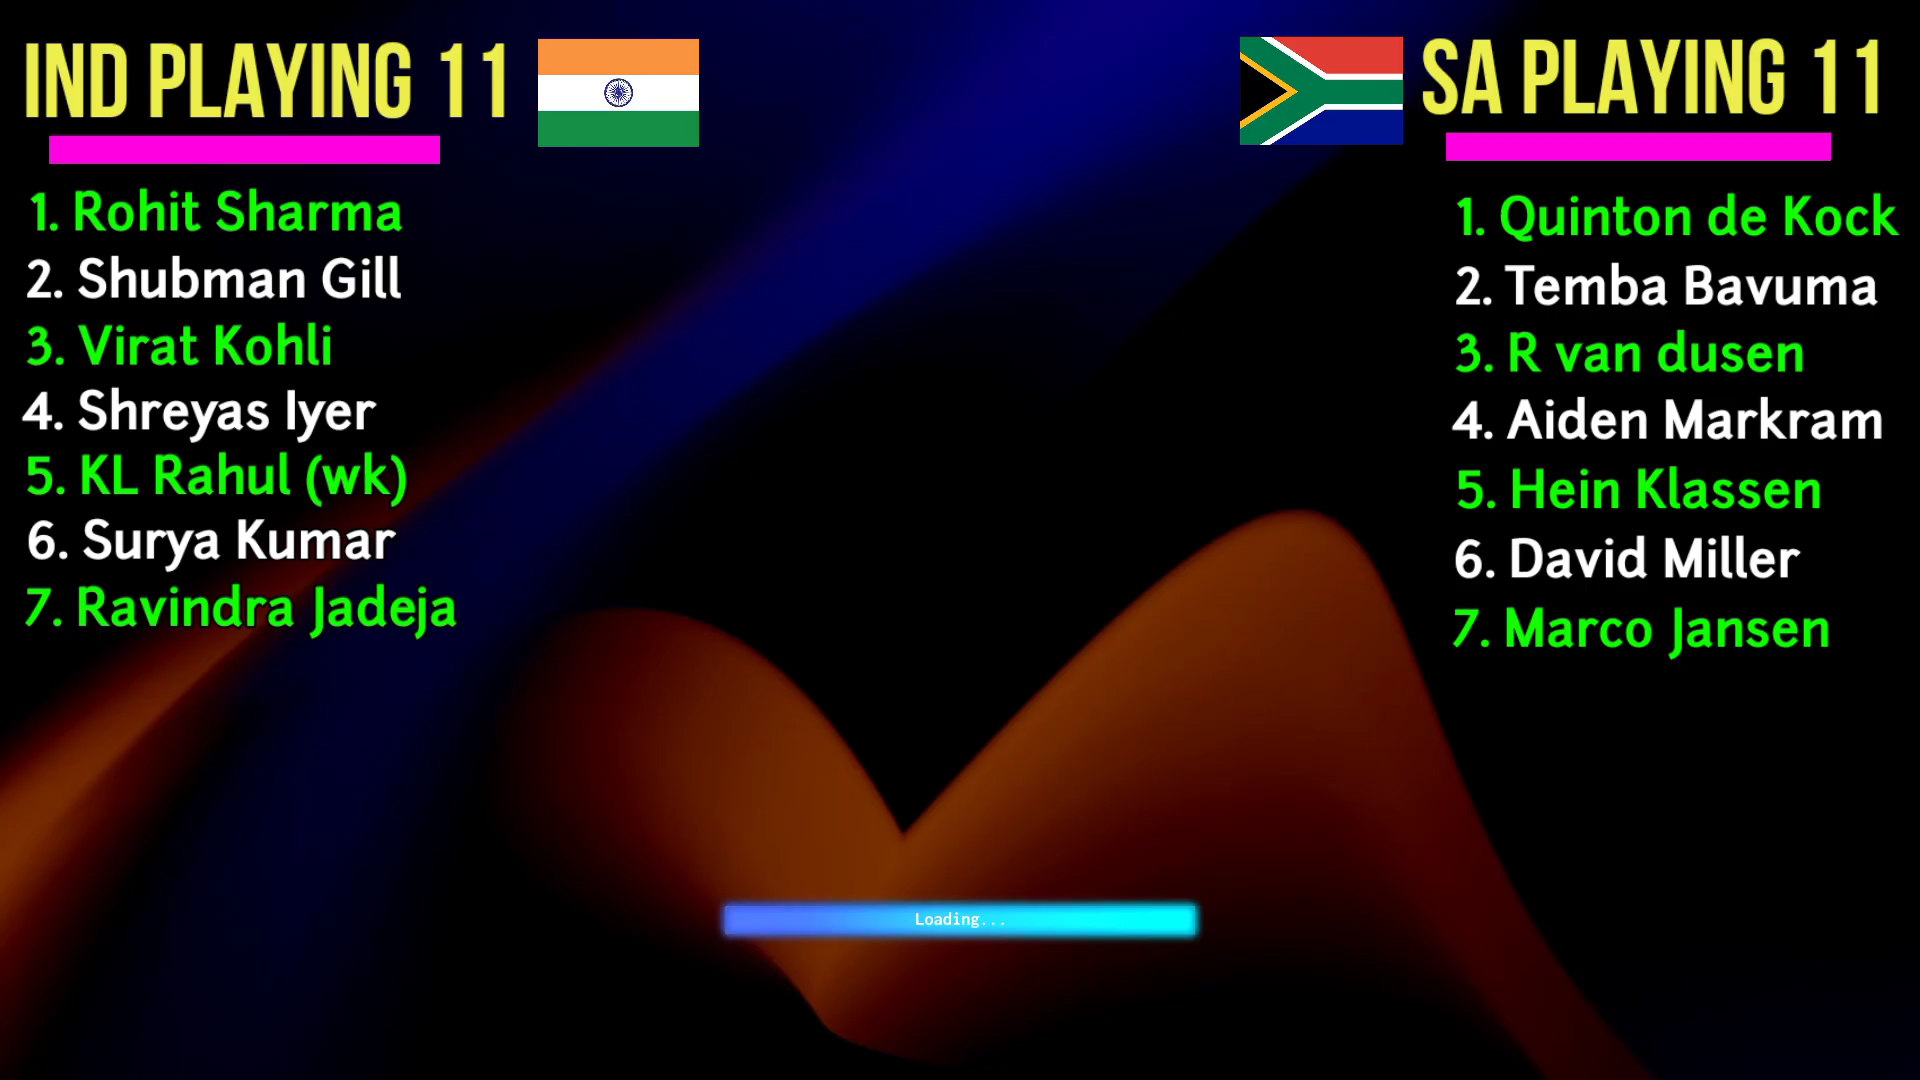 IND PLAYING 11
1. Rohit Sharma
2. Shubman Gill
3. Virat Kohli
4. Shreyas Iyer
5. KL Rahul (wk)
6. Surya Kumar
7. Ravindra Jadeja
SA PLAYING 11
1. Quinton de Kock
2. Temba Bavuma
3. R van dusen
4. Aiden Markram
5. Hein Klassen
6. David Miller
7. Marco Jansen
Loading...